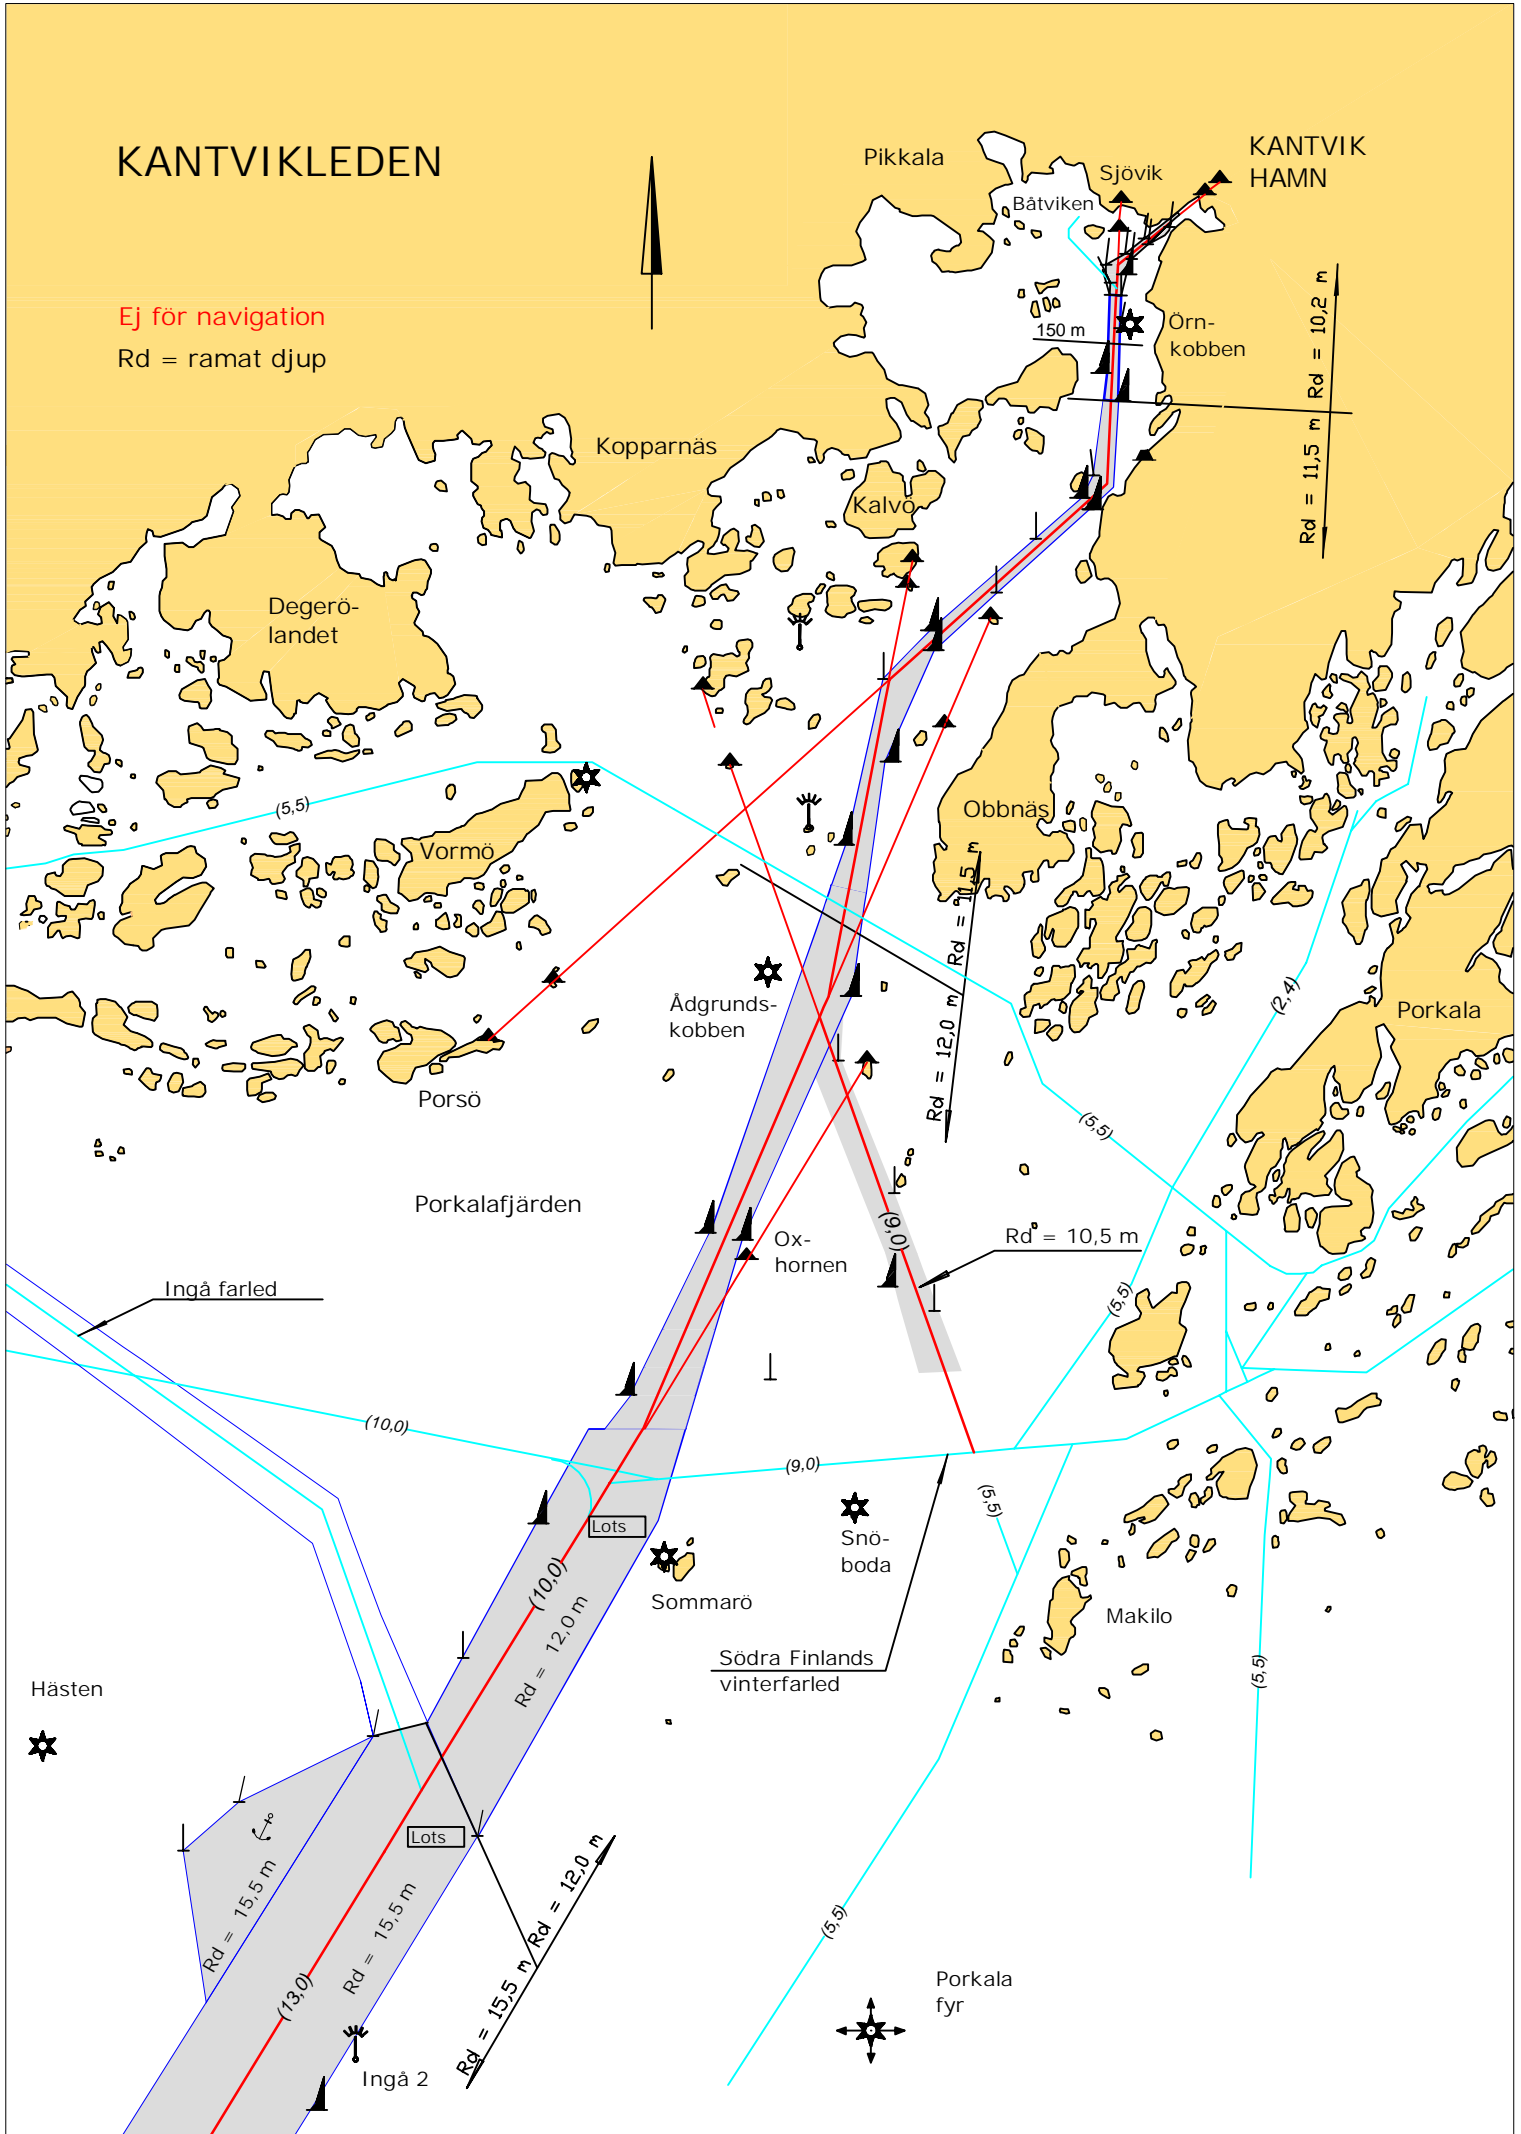 KANTVIKLEDEN
Ej för navigation
Rd = ramat djup
Pikkala
Sjövik
Båtviken
KANTVIK
HAMN
150 m
Örn-
kobben
Rd = 11,5 m Rd = 10,2 m
Kopparnäs
Kalvö
Degerö-
landet
(5,5)
Vormö
Obbnäs
Rd = 12,0 m Rd = 11,5 m
(2,4)
Porkala
Ådgrunds-
kobben
Porsö
(5,5)
Porkalafjärden
Ox-
hornen
(9,0)
Rd = 10,5 m
(5,5)
Ingå farled
(10,0)
(9,0)
(5,5)
Lots
Snö-
boda
(10,0)
Rd = 12,0 m
Sommarö
Makilo
Södra Finlands
vinterfarled
(5,5)
Hästen
Lots
Rd = 15,5 m
Rd = 15,5 m
(13,0)
Rd = 15,5 m Rd = 12,0 m
(5,5)
Porkala
fyr
Ingå 2